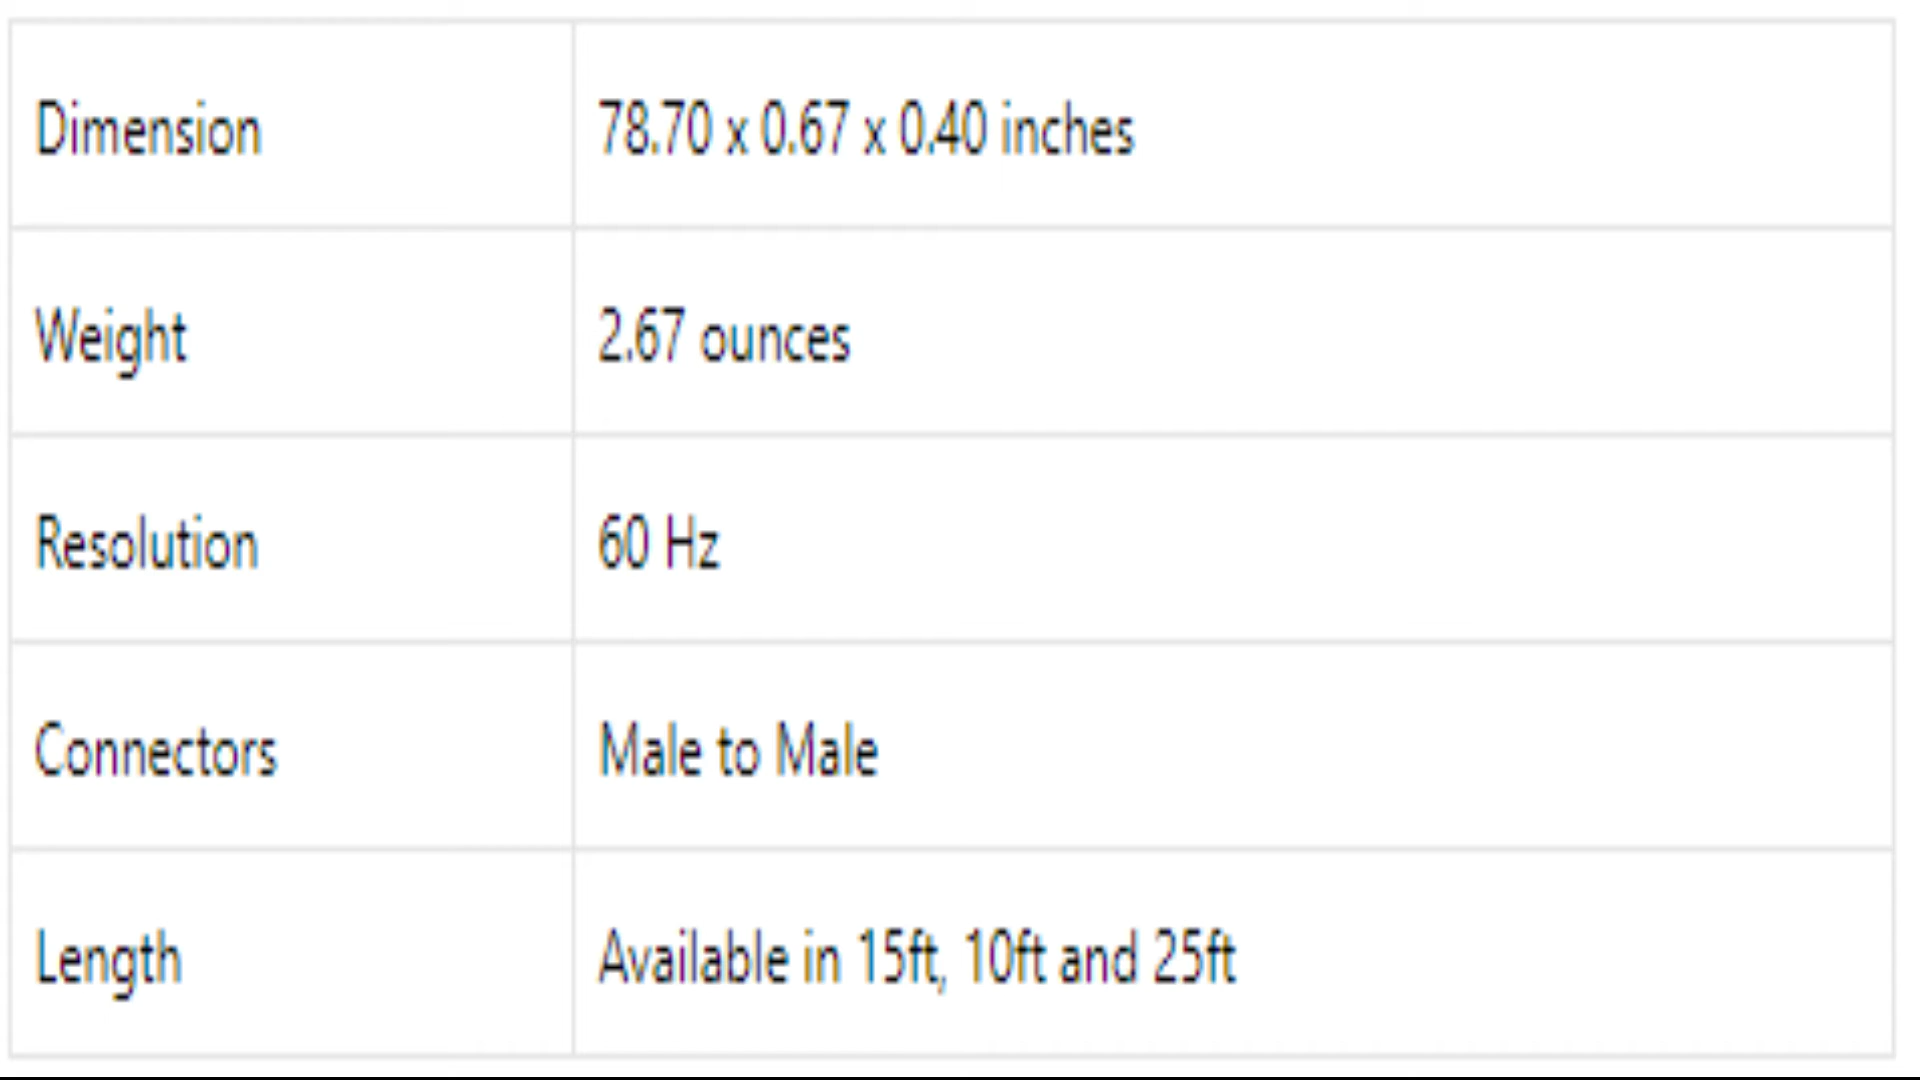 Dimension 78.70 x 0.67 x 0.40 inches
Weight 2.67 ounces
Resolution 60 Hz
Connectors Male to Male
Length Available in 15ft, 10ft and 25ft